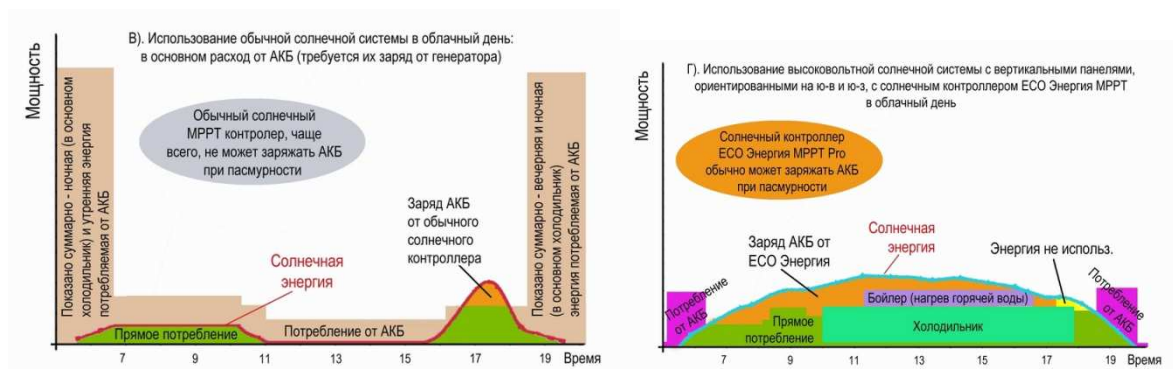 В). Использование обычной солнечной системы в облачный день:
в основном расход от АКБ (требуется их заряд от генератора)
Мощность
Показано суммарно - ночная (в основном
холодильник) и утренняя энергия
потребляемая от АКБ
Обычный солнечный
МРРТ контролер, чаще
всего, не может заряжать АКБ
при пасмурности
Заряд АКБ
от обычного
солнечного
контроллера
Солнечная
энергия
Прямое потребление
Потребление от АКБ
Показано суммарно - вечерняя и ночная
(в основном холодильник)
энергия потребляемая от АКБ
7 9 11 13 15 17 19 Время
Г). Использование высоковольтной солнечной системы с вертикальными панелями,
ориентированными на ю-в и ю-з, с солнечным контроллером ECO Энергия MPPT
в облачный день
Мощность
Солнечный контроллер
ECO Энергия MPPT Pro
обычно может заряжать АКБ
при пасмурности
Солнечная
энергия
Заряд АКБ от
ECO Энергия
Энергия не использ.
Потребление
от АКБ
Бойлер (нагрев горячей воды)
Прямое
потребление
Холодильник
Потребление
от АКБ
7 9 11 13 15 17 19 Время